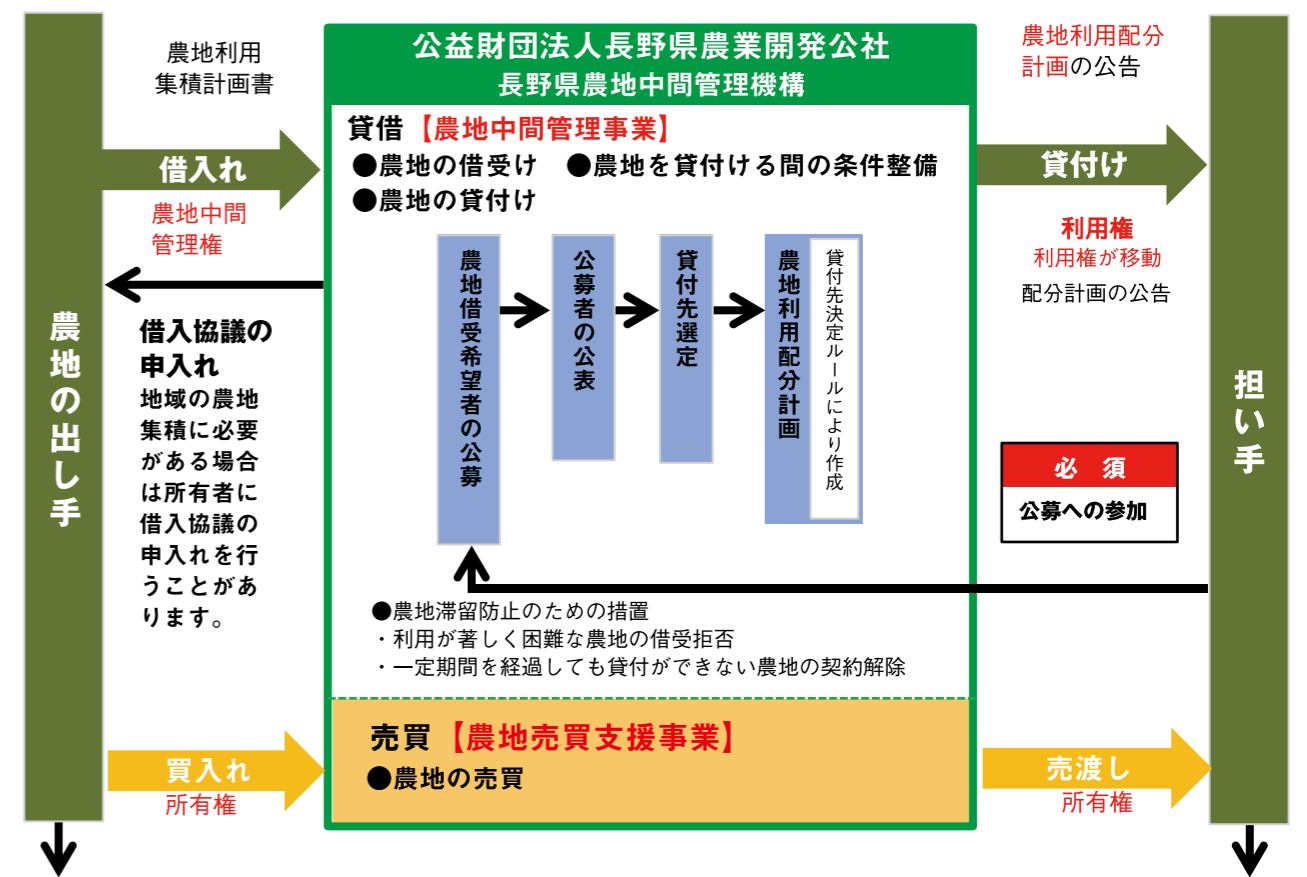 農地の出し手
農地利用
集積計画書
借入れ
農地中間
管理権
借入協議の
申入れ
地域の農地
集積に必要
がある場合
は所有者に
借入協議の
申入れを行
うことがあ
ります。
買入れ
所有権
公益財団法人長野県農業開発公社
長野県農地中間管理機構
貸借【農地中間管理事業】
●農地の借受け ●農地を貸付ける間の条件整備
●農地の貸付け
農地借受希望者の公募
公募者の公表
貸付先選定
農地利用配分計画
貸付先決定ルールにより作成
●農地滞留防止のための措置
・利用が著しく困難な農地の借受拒否
・一定期間を経過しても貸付ができない農地の契約解除
売買【農地売買支援事業】
●農地の売買
農地利用配分
計画の公告
貸付け
利用権
利用権が移動
配分計画の公告
必 須
公募への参加
売渡し
所有権
担い手